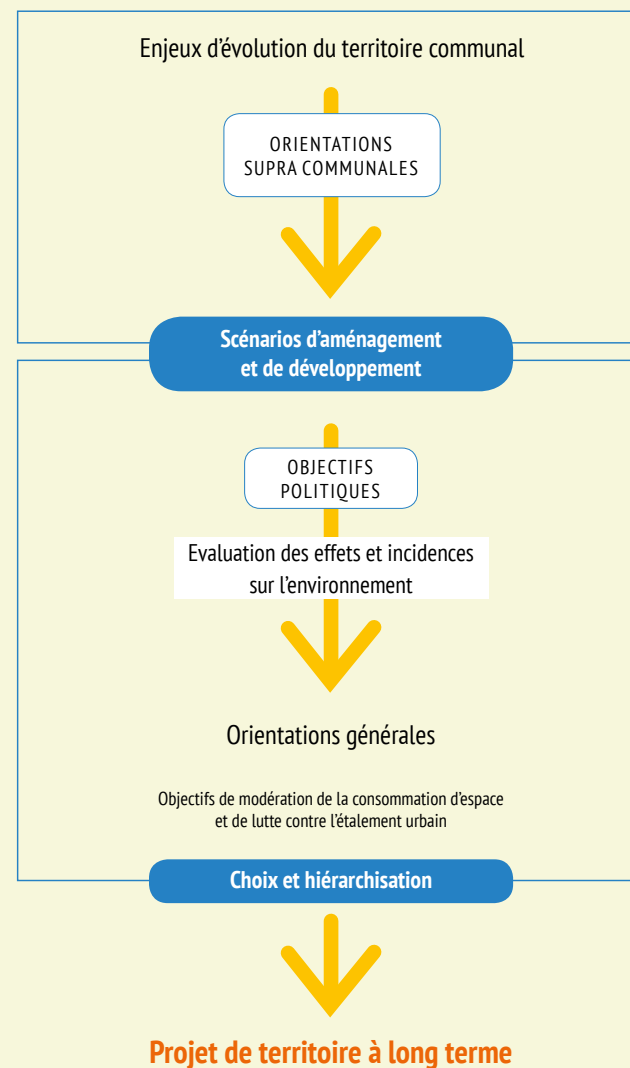 Enjeux d’évolution du territoire communal
ORIENTATIONS
SUPRA COMMUNALES
Scénarios d’aménagement
et de développement
OBJECTIFS
POLITIQUES
Evaluation des effets et incidences
sur l’environnement
Orientations générales
Objectifs de modération de la consommation d’espace
et de lutte contre l’étalement urbain
Choix et hiérarchisation
Projet de territoire à long terme